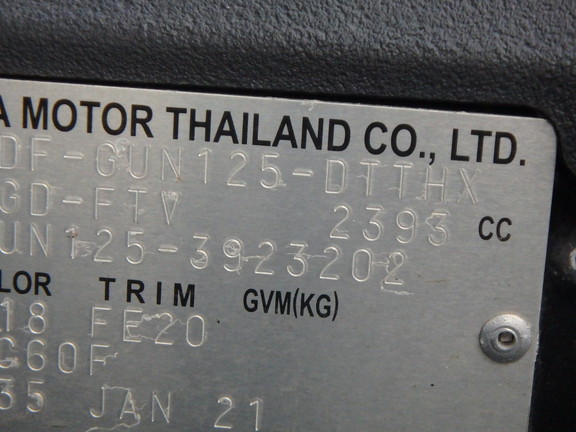 A MOTOR THAILAND CO., LTD.
DF-GUN125-DTTHX
GD-FTV 2393 CC
UN125-3923202
LOR TRIM GVM(KG)
18 FE20
C60F
35 JAN 21